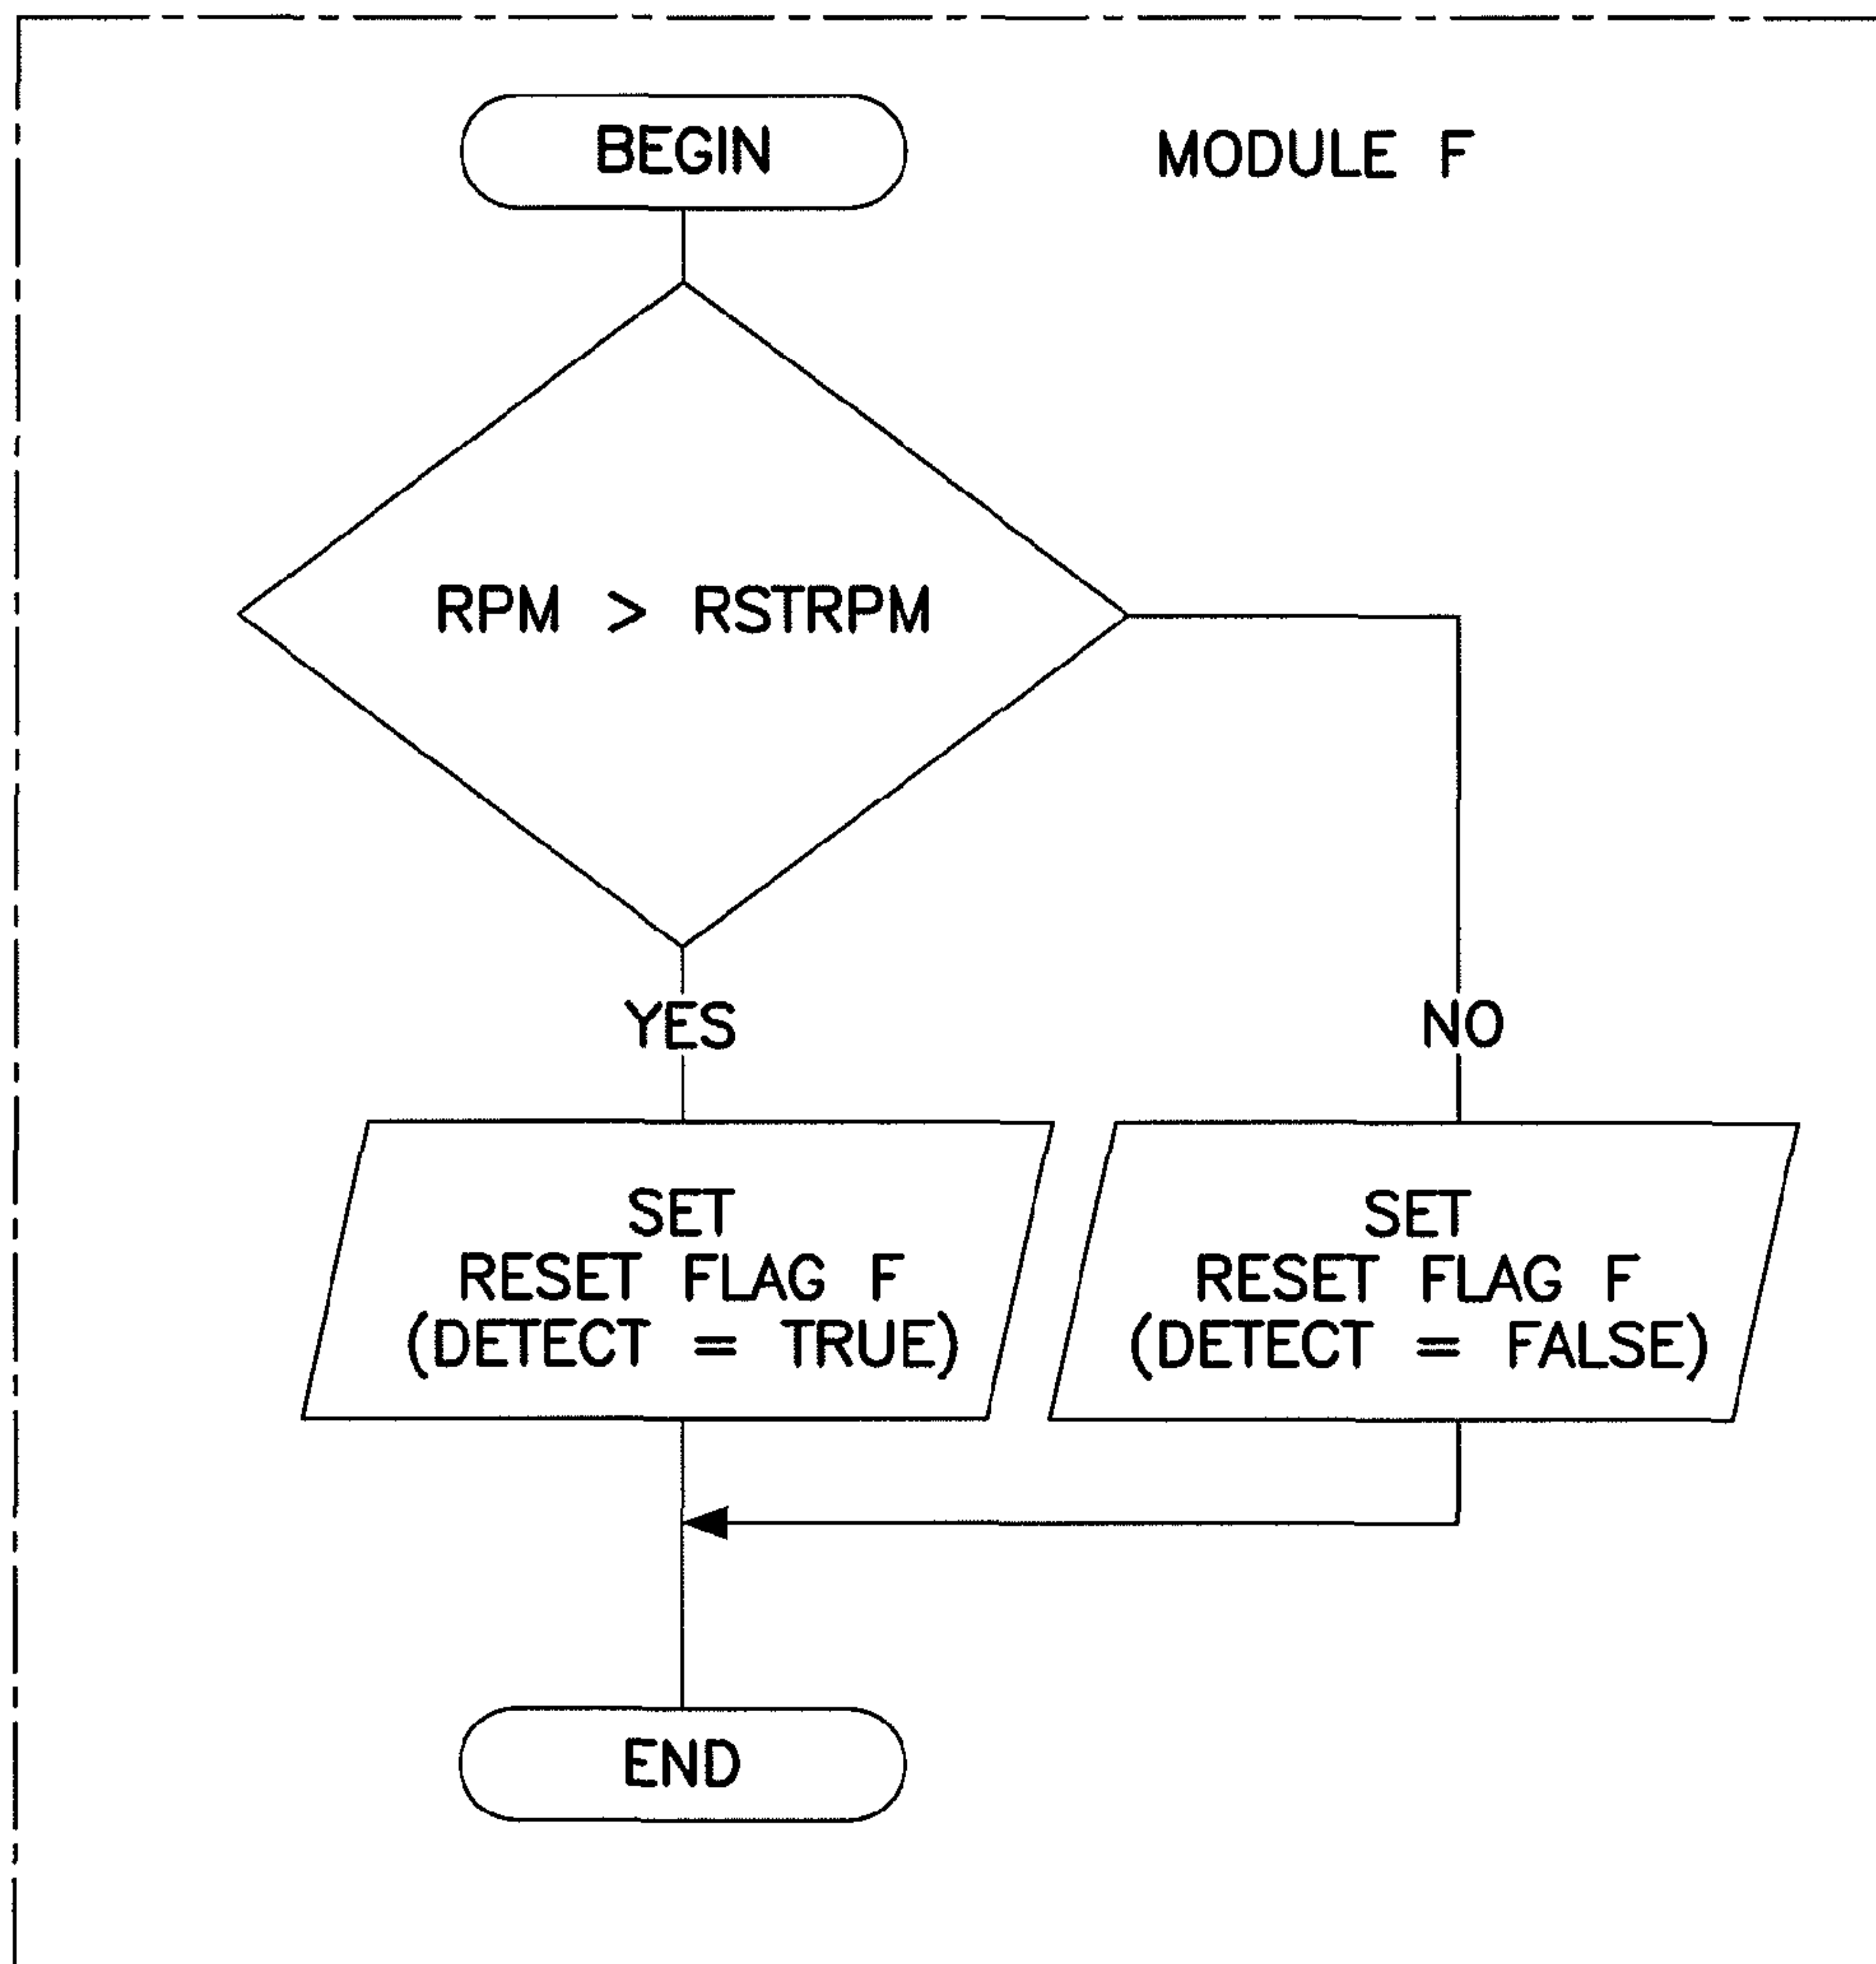 BEGIN
MODULE F
RPM > RSTRPM
YES
NO
SET
RESET FLAG F
(DETECT = TRUE)
SET
RESET FLAG F
(DETECT = FALSE)
END